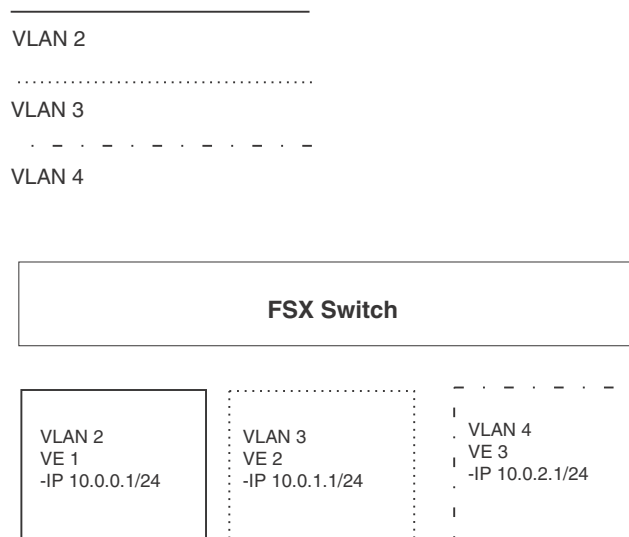 VLAN 2
VLAN 3
VLAN 4
FSX Switch
VLAN 2
VE 1
-IP 10.0.0.1/24
VLAN 3
VE 2
-IP 10.0.1.1/24
VLAN 4
VE 3
-IP 10.0.2.1/24